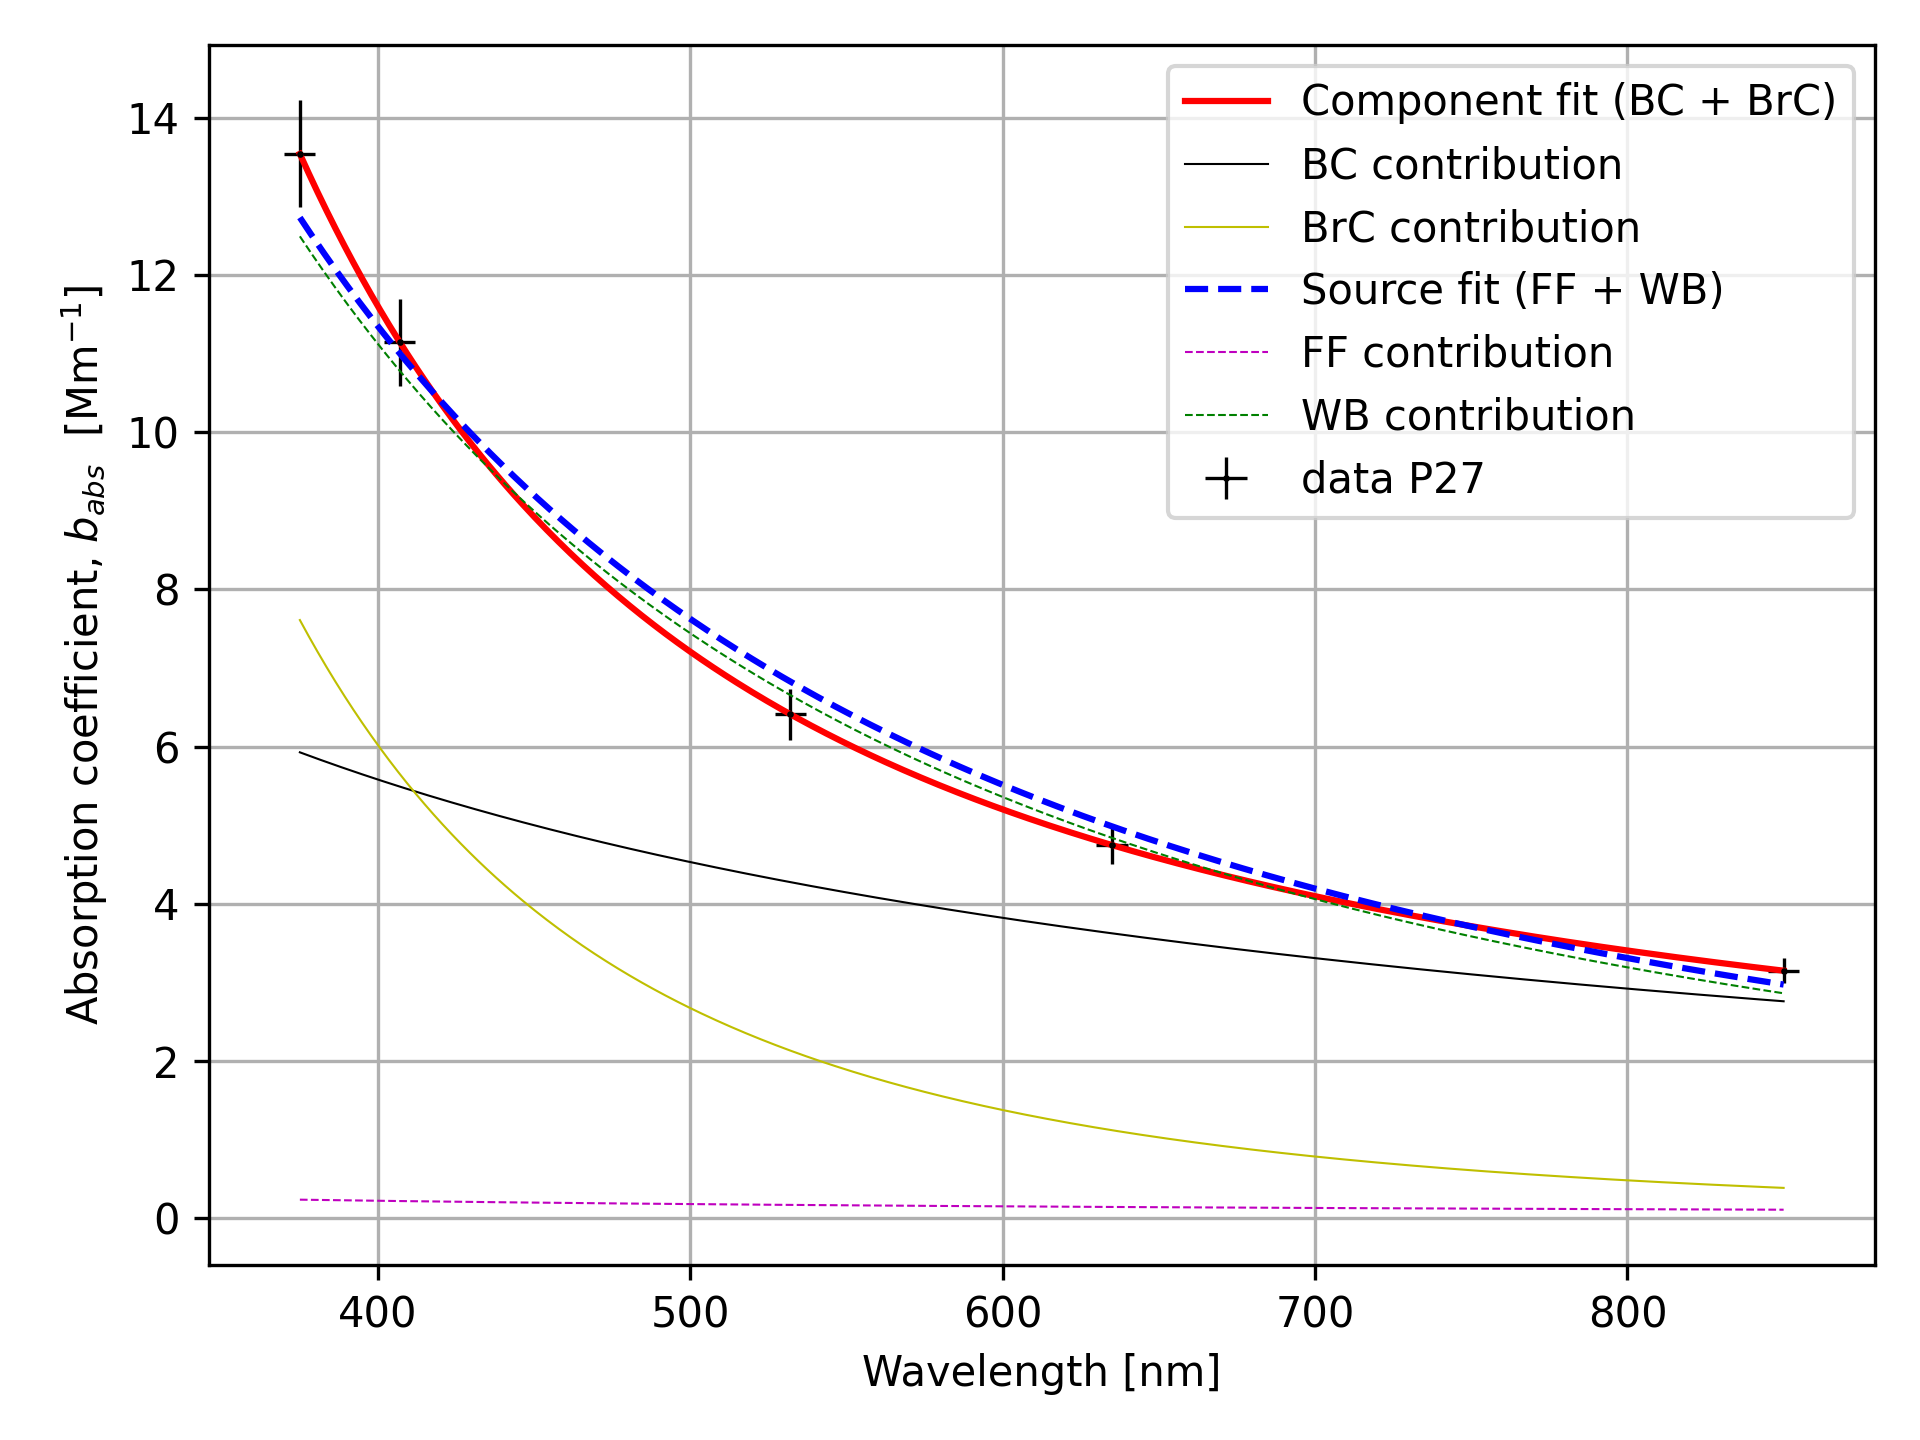 Component fit (BC + BrC)
BC contribution
BrC contribution
Source fit (FF + WB)
FF contribution
WB contribution
data P27
14
12
10
8
6
4
2
0
400 500 600 700 800
Wavelength [nm]
Absorption coefficient, b_abs [Mm⁻¹]